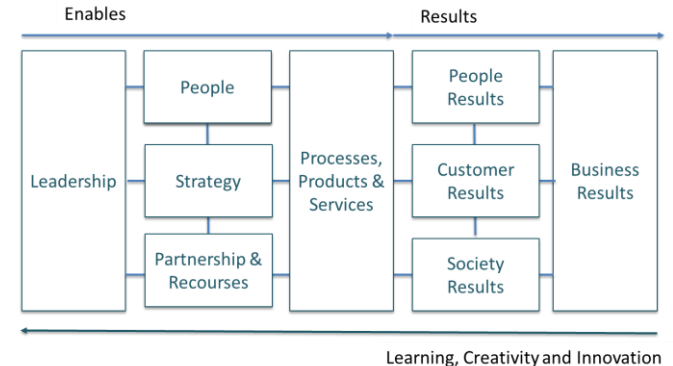 Enables
Results
Leadership
People
Strategy
Partnership &
Recourses
Processes,
Products &
Services
People
Results
Customer
Results
Society
Results
Business
Results
Learning, Creativity and Innovation